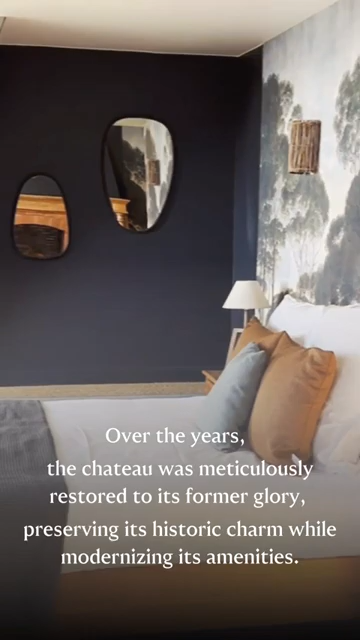 Over the years,
the chateau was meticulously
restored to its former glory,
preserving its historic charm while
modernizing its amenities.